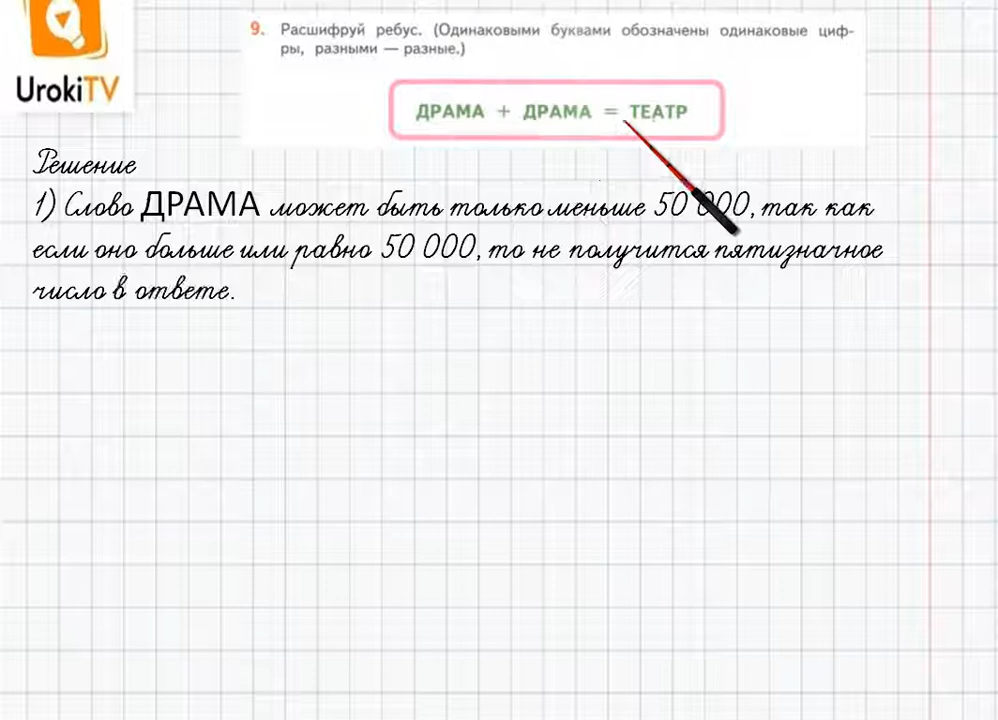 UrokiTV
9. Расшифруй ребус. (Одинаковыми буквами обозначены одинаковые циф-
ры, разными — разные.)
ДРАМА + ДРАМА = ТЕАТР
Решение
1) Слово ДРАМА может быть только меньше 50 000, так как
если оно больше или равно 50 000, то не получится пятизначное
число в ответе.